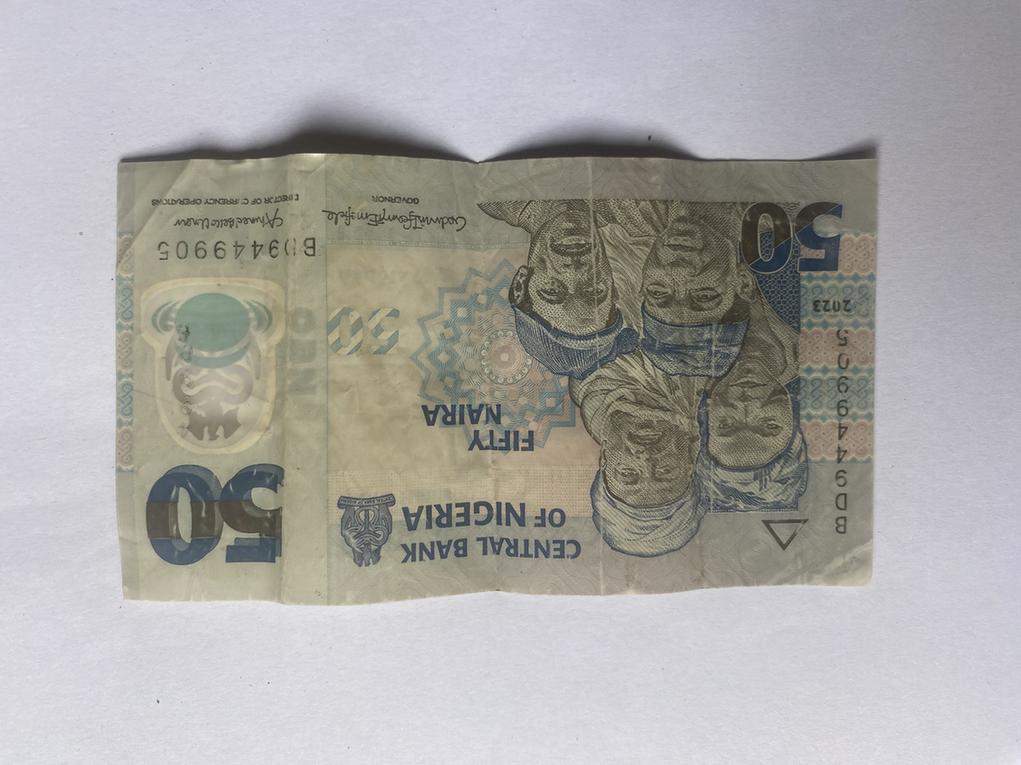 50
CENTRAL BANK
OF NIGERIA
FIFTY
NAIRA
50
BD9449905
2023
50
BD9449905
GOVERNOR
DIRECTOR OF CURRENCY OPERATIONS